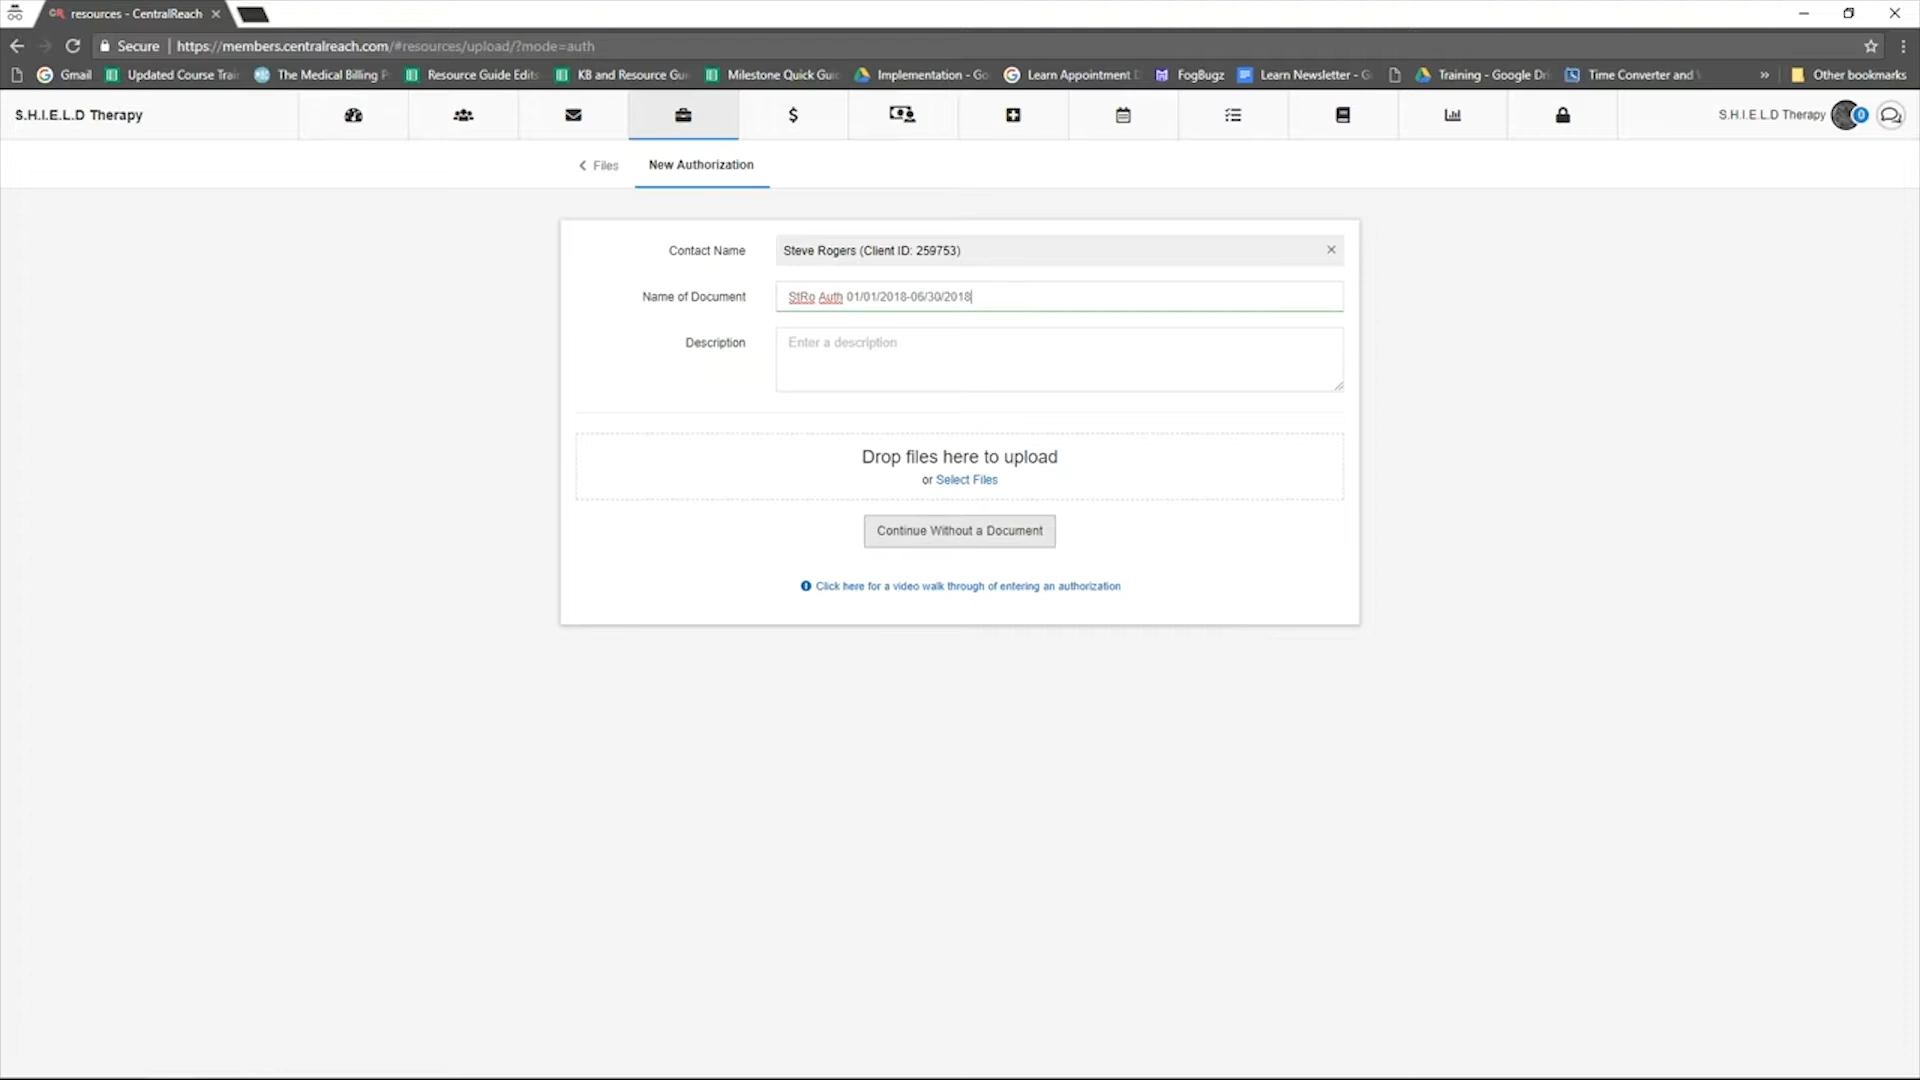 resources - CentralReach
Secure | https://members.centralreach.com/#resources/upload/?mode=auth
Gmail Updated Course Trai The Medical Billing P Resource Guide Edits KB and Resource Gu Milestone Quick Gui Implementation - Go Learn Appointment D FogBugz Learn Newsletter - G Training - Google Dri Time Converter and » Other bookmarks
S.H.I.E.L.D Therapy S.H.I.E.L.D Therapy 0
Files New Authorization
Contact Name Steve Rogers (Client ID: 259753)
Name of Document StRo Auth 01/01/2018-06/30/2018
Description Enter a description
Drop files here to upload
or Select Files
Continue Without a Document
Click here for a video walk through of entering an authorization